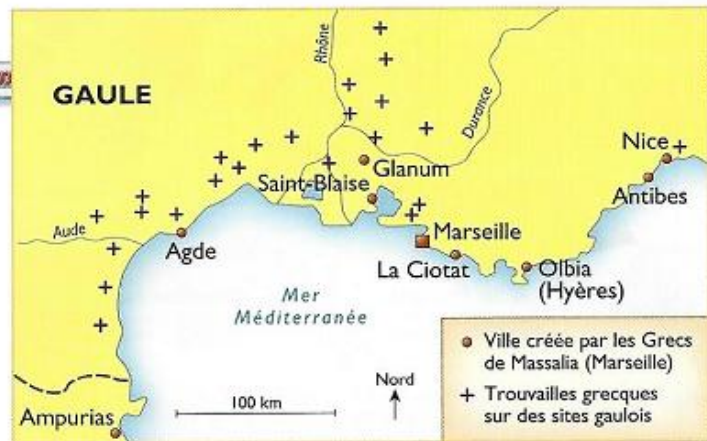 GAULE
Rhône
Durance
Glanum
Saint-Blaise
Nice
Antibes
Aude
Agde
Marseille
La Ciotat
Olbia
(Hyères)
Mer
Méditerranée
Ampurias
100 km
Nord
Ville créée par les Grecs
de Massalia (Marseille)
Trouvailles grecques
sur des sites gaulois